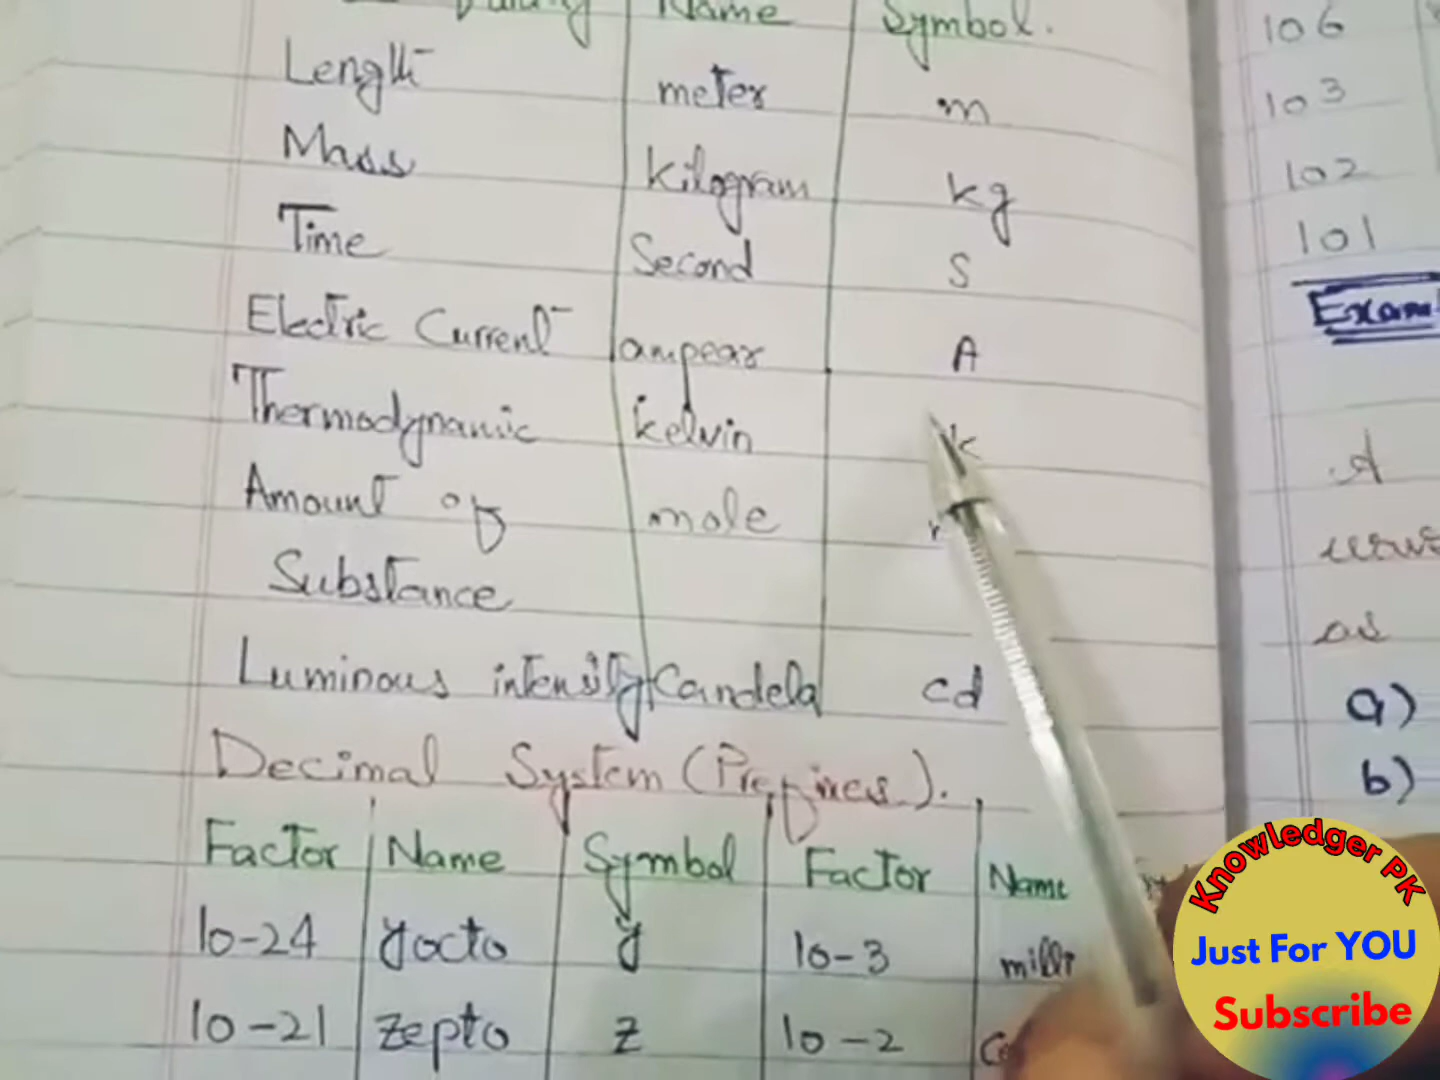 Name Symbol.
Length meter m
Mass kilogram kg
Time Second S
Electric Current ampear A
Thermodynamic kelvin k
Amount of mole
Substance
Luminous intensity Candela cd
Decimal System (Prefixes).
Factor Name Symbol Factor Name
10-24 yocto y 10-3 milli
10-21 zepto z 10-2
106
103
102
101
Exam
A
as
a)
b)
Knowledger PK
Just For YOU
Subscribe